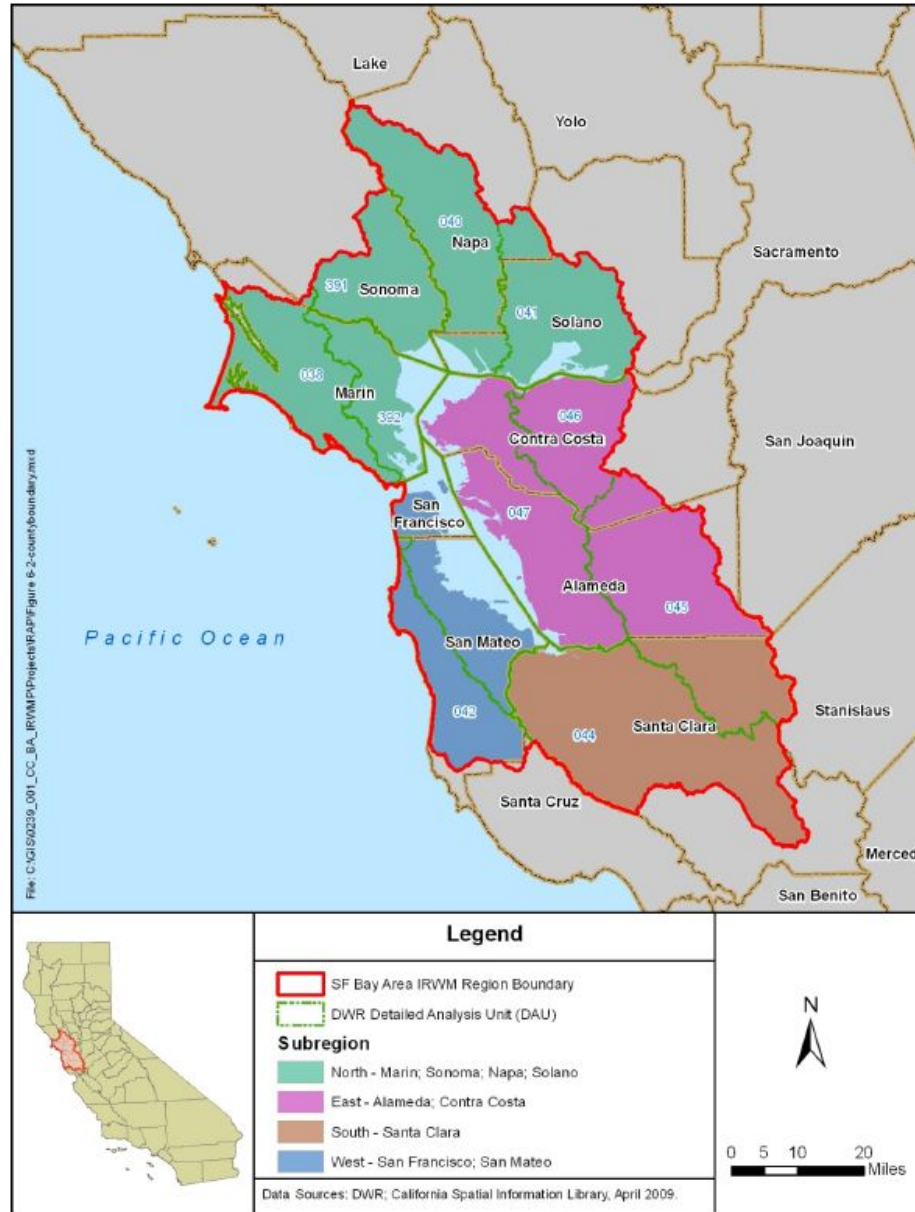 Lake
Yolo
040
Napa
Sacramento
391
Sonoma
041
Solano
038
Marin
392
046
Contra Costa
San Joaquin
San
Francisco
047
Alameda
045
Pacific Ocean
San Mateo
042
044
Santa Clara
Stanislaus
Santa Cruz
Merced
San Benito
File: C:\GIS\0239_001_CC_BA_IRWMP\Projects\RAP\Figure 6-2-countyboundary.mxd
Legend
SF Bay Area IRWM Region Boundary
DWR Detailed Analysis Unit (DAU)
Subregion
North - Marin; Sonoma; Napa; Solano
East - Alameda; Contra Costa
South - Santa Clara
West - San Francisco; San Mateo
N
0 5 10 20
Miles
Data Sources: DWR; California Spatial Information Library, April 2009.